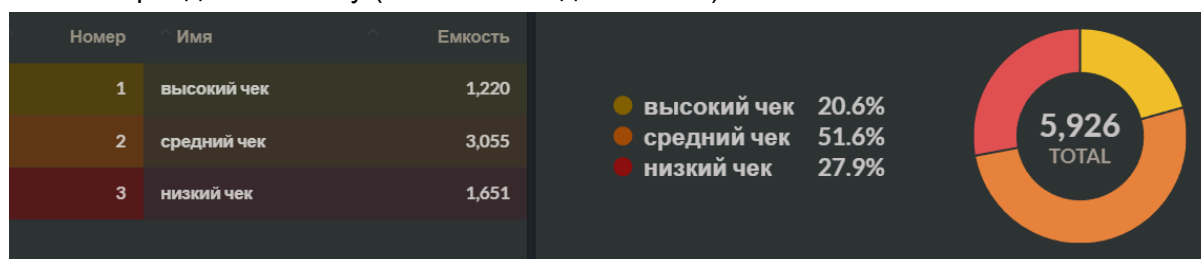 Номер Имя Емкость
1 высокий чек 1,220
2 средний чек 3,055
3 низкий чек 1,651
высокий чек 20.6%
средний чек 51.6%
низкий чек 27.9%
5,926
TOTAL